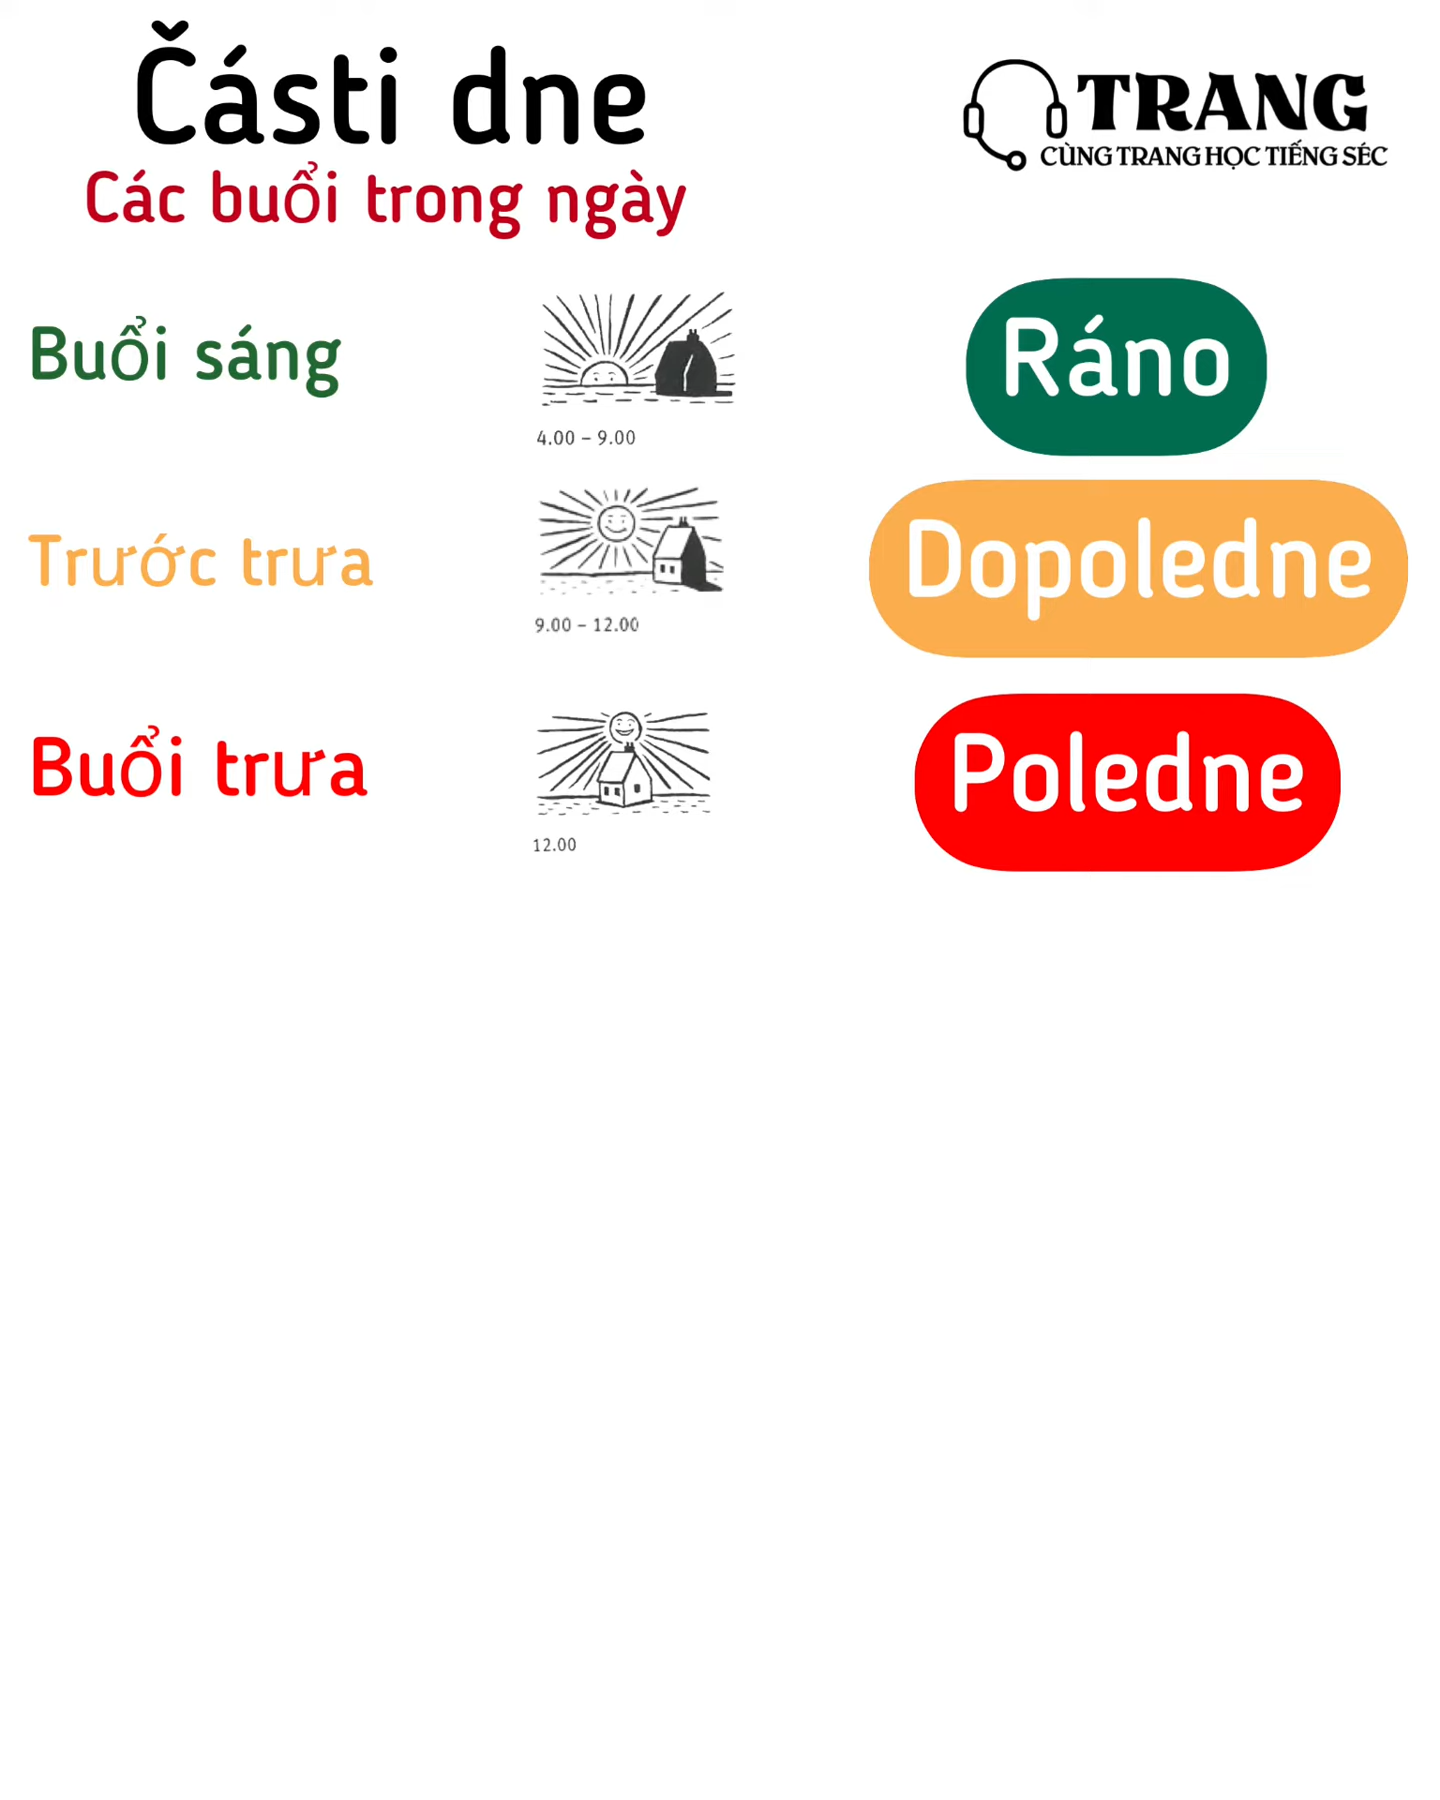 Části dne
Các buổi trong ngày
TRANG
CÙNG TRANG HỌC TIẾNG SÉC
Buổi sáng
4.00 – 9.00
Ráno
Trước trưa
9.00 – 12.00
Dopoledne
Buổi trưa
12.00
Poledne